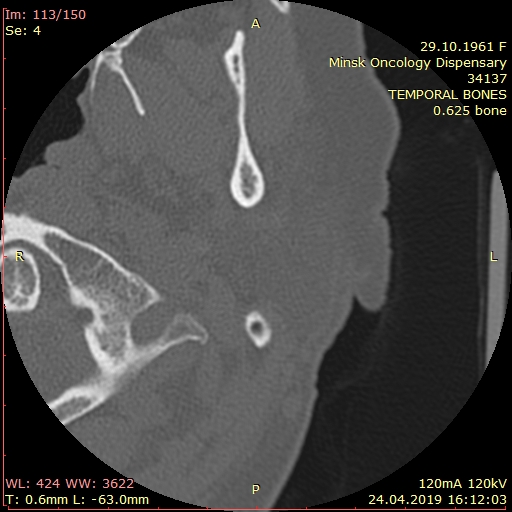 Im: 113/150
Se: 4
A
29.10.1961 F
Minsk Oncology Dispensary
34137
TEMPORAL BONES
0.625 bone
R
L
WL: 424 WW: 3622
T: 0.6mm L: -63.0mm
P
120mA 120kV
24.04.2019 16:12:03